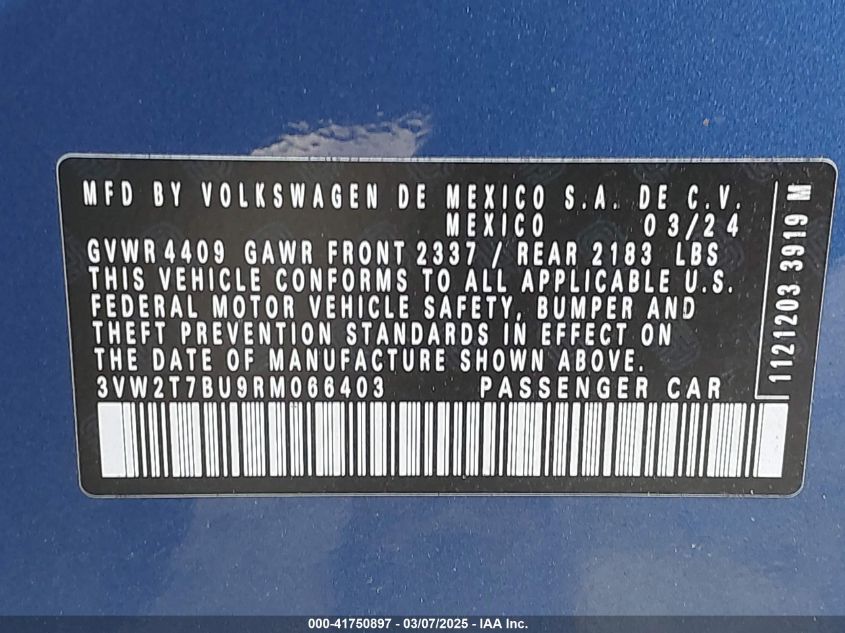 MFD BY VOLKSWAGEN DE MEXICO S.A. DE C.V.
MEXICO 03/24
GVWR 4409 GAWR FRONT 2337 / REAR 2183 LBS
THIS VEHICLE CONFORMS TO ALL APPLICABLE U.S.
FEDERAL MOTOR VEHICLE SAFETY, BUMPER AND
THEFT PREVENTION STANDARDS IN EFFECT ON
THE DATE OF MANUFACTURE SHOWN ABOVE.
3VW2T7BU9RM066403 PASSENGER CAR
1121203 3919 M
000-41750897 - 03/07/2025 - IAA Inc.